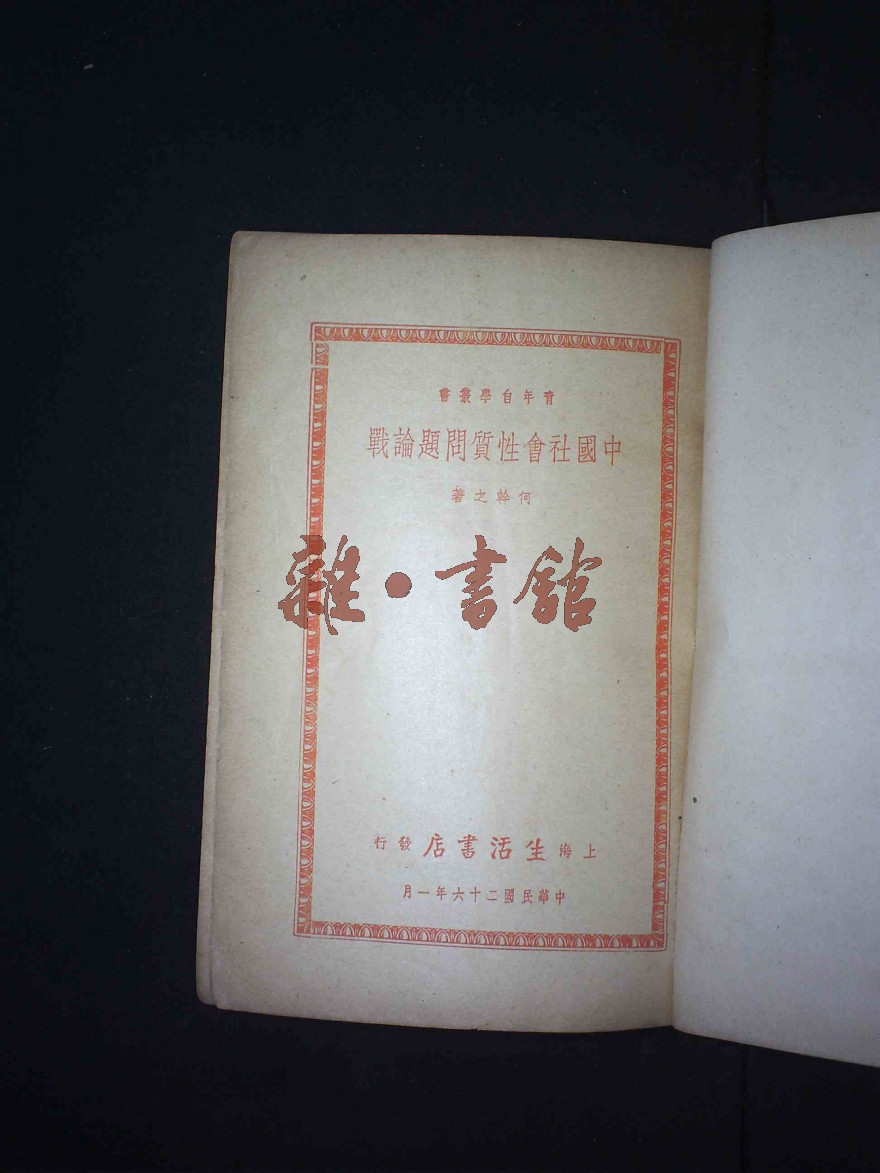 青年自學叢書
中國社會性質問題論戰
何幹之著
雜·書館
上海生活書店發行
中華民國二十六年一月